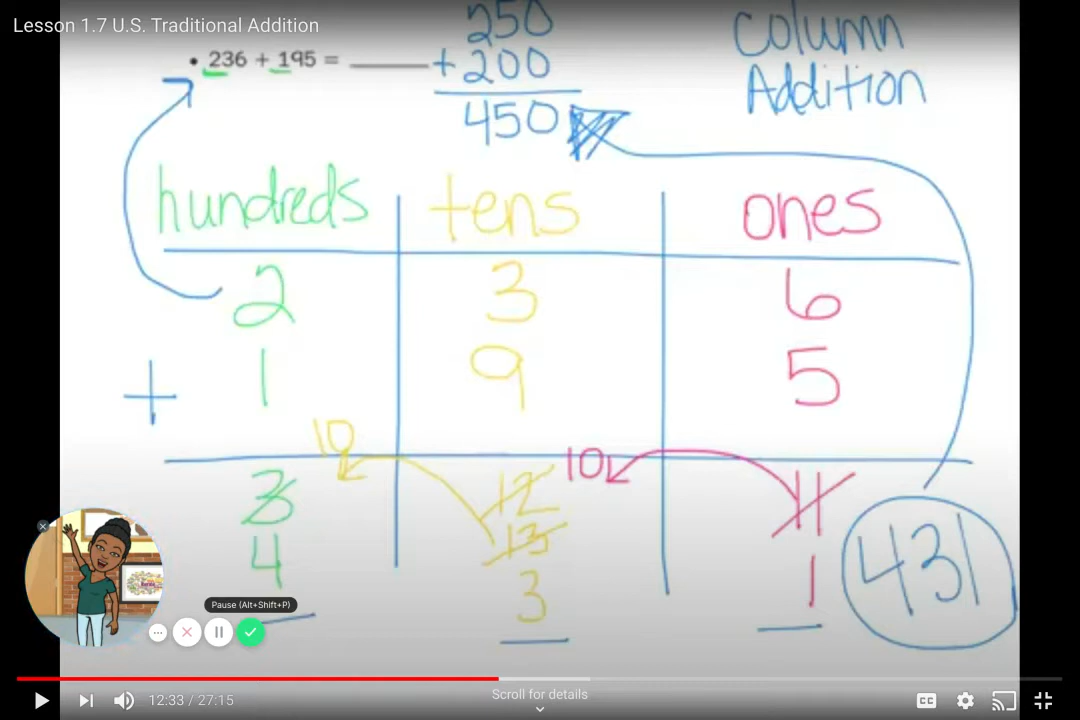 Lesson 1.7 U.S. Traditional Addition
• 236 + 195 = ______
250
+200
450
Column
Addition
hundreds tens ones
2 3 6
+ 1 9 5
10 10
3 12 11
13
4 3 1
431
Pause (Alt+Shift+P)
12:33 / 27:15
Scroll for details
CC